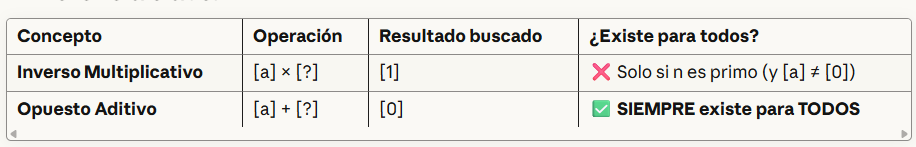 Concepto Operación Resultado buscado ¿Existe para todos?
Inverso Multiplicativo [a] × [?] [1] ❌ Solo si n es primo (y [a] ≠ [0])
Opuesto Aditivo [a] + [?] [0] ✅ SIEMPRE existe para TODOS